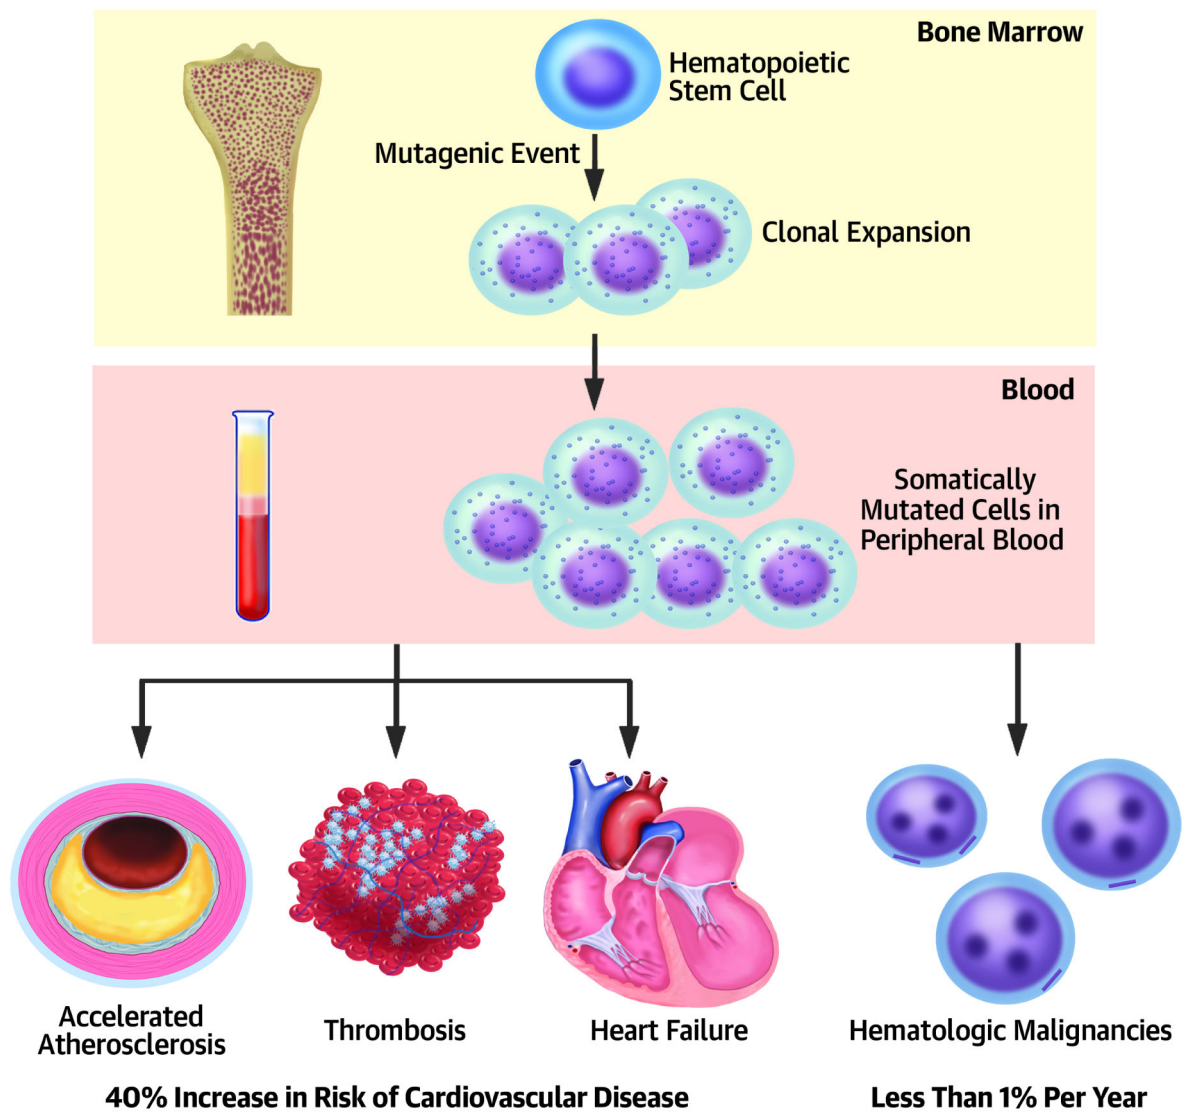 Bone Marrow
Hematopoietic
Stem Cell
Mutagenic Event
Clonal Expansion
Blood
Somatically
Mutated Cells in
Peripheral Blood
Accelerated
Atherosclerosis
Thrombosis
Heart Failure
Hematologic Malignancies
40% Increase in Risk of Cardiovascular Disease
Less Than 1% Per Year